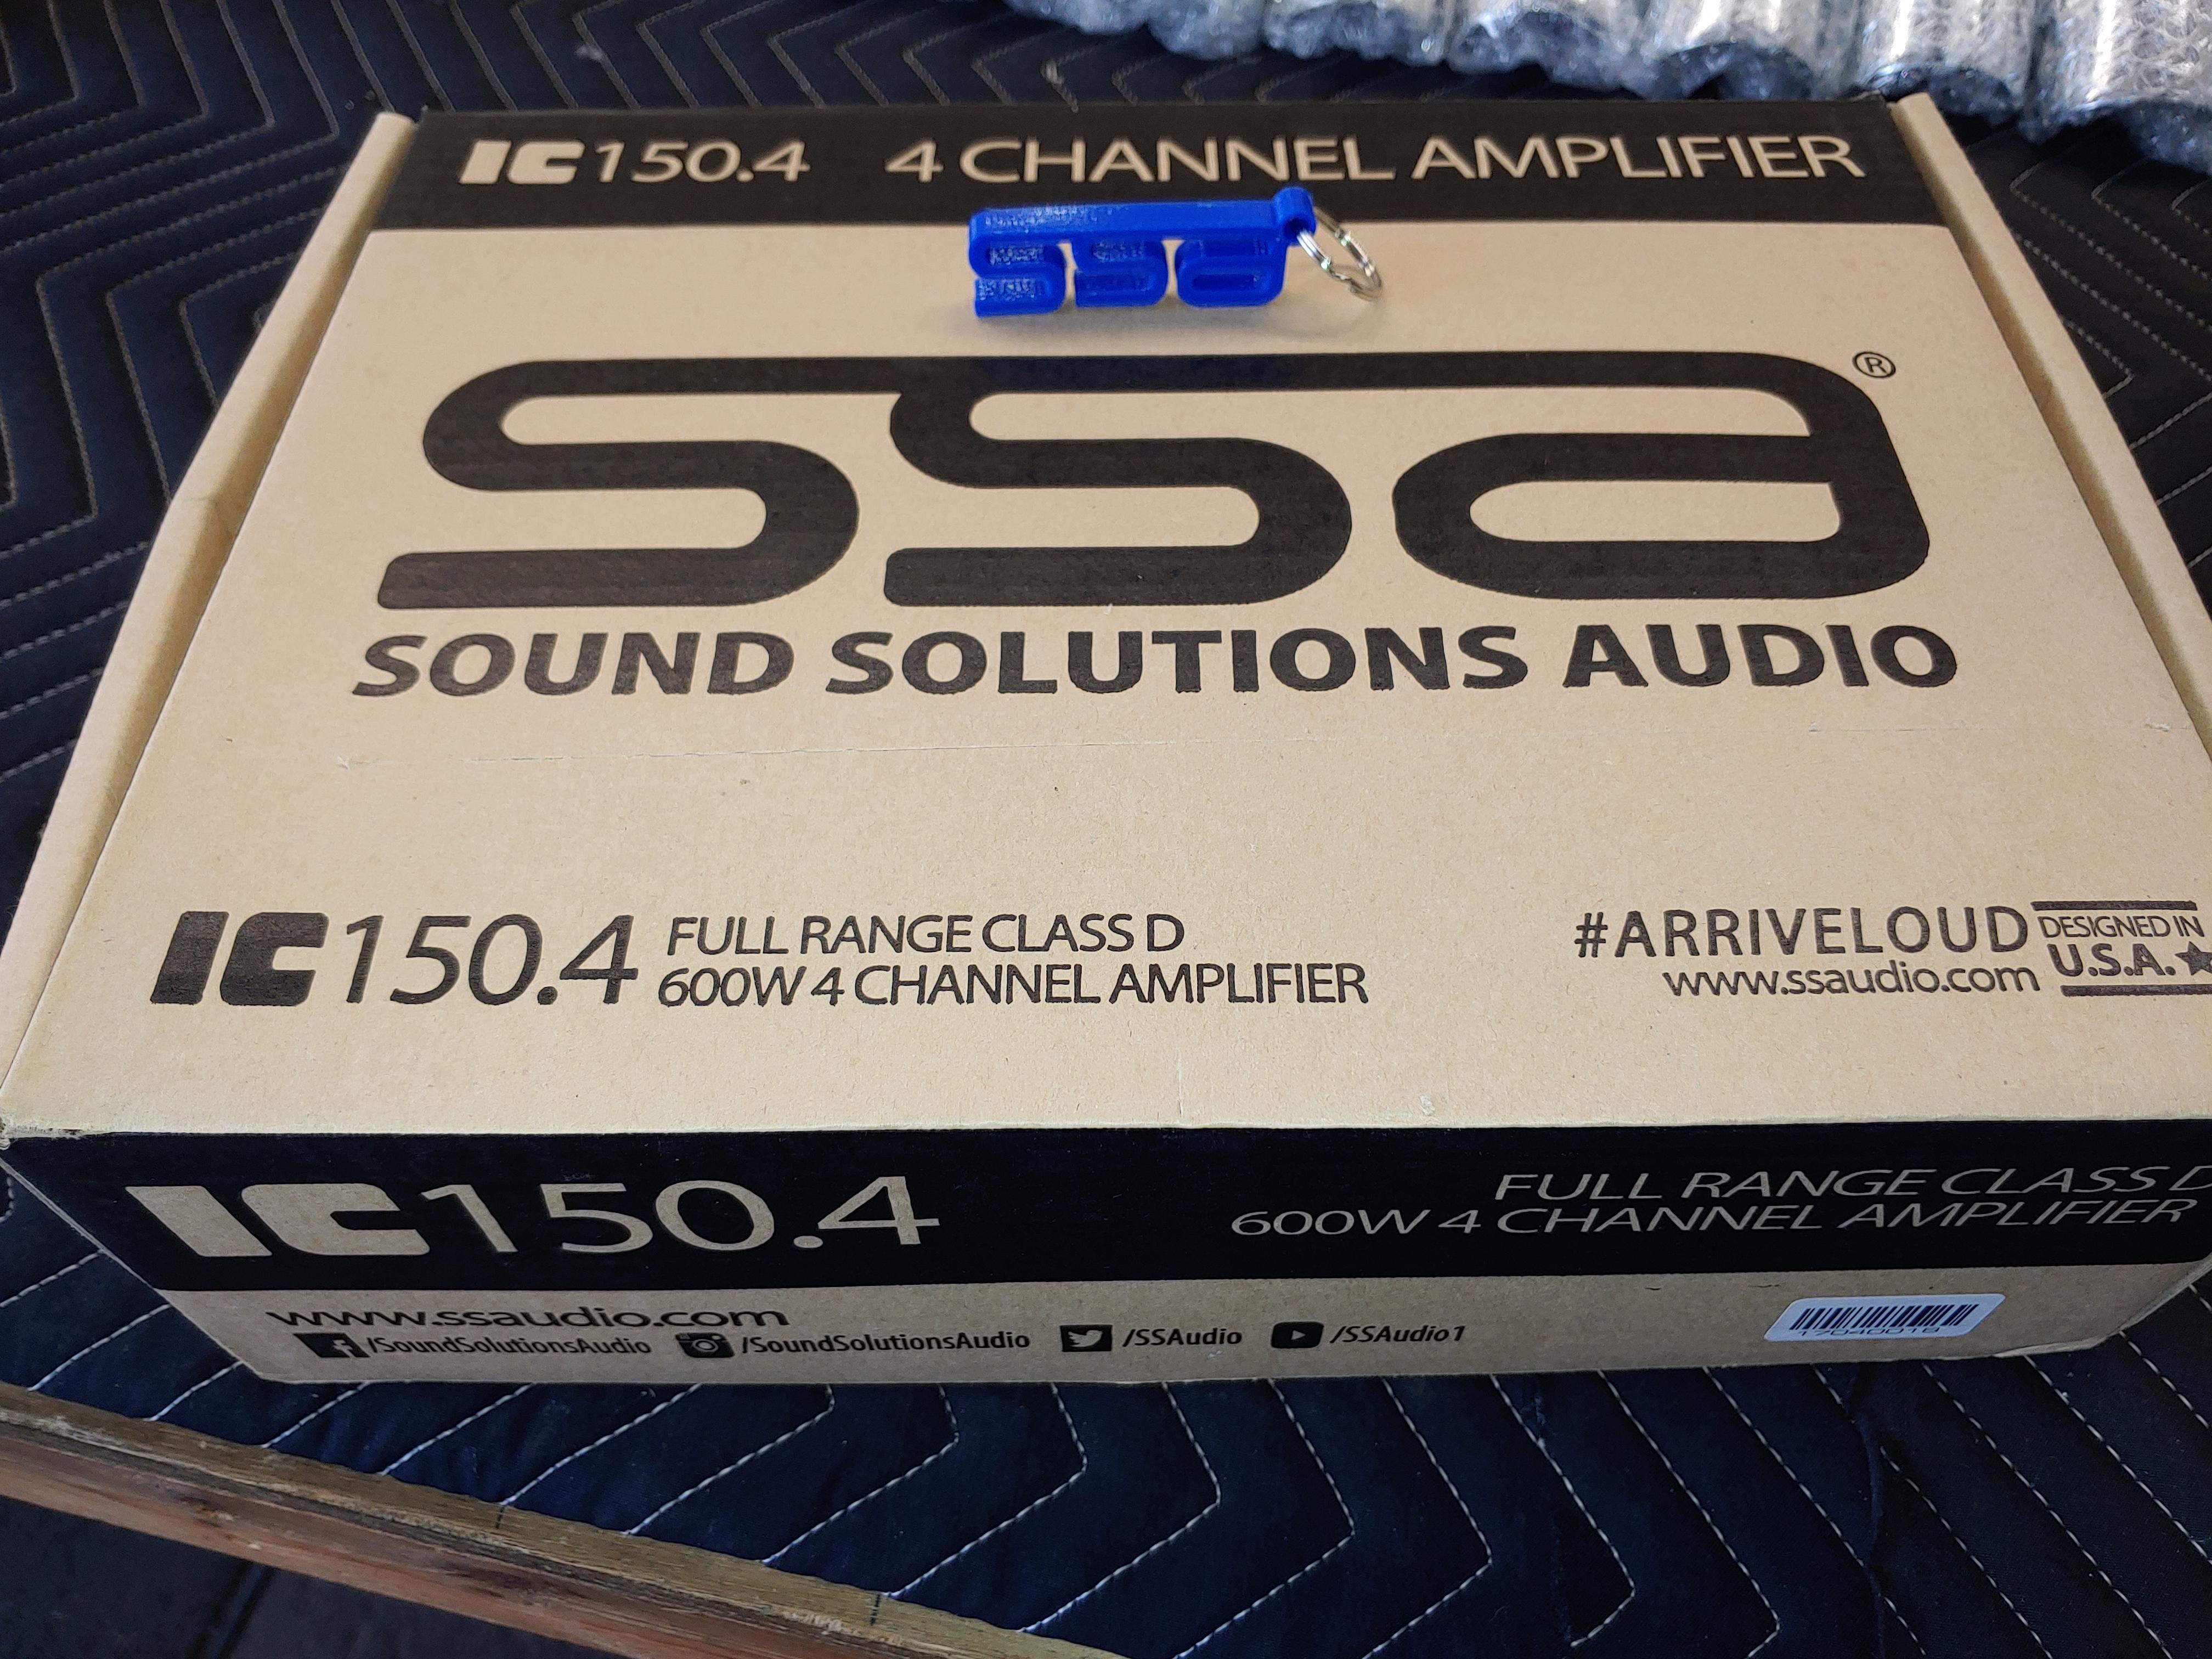 IC150.4 4 CHANNEL AMPLIFIER
ssa
ssa®
SOUND SOLUTIONS AUDIO
IC150.4 FULL RANGE CLASS D
600W 4 CHANNEL AMPLIFIER
#ARRIVELOUD
www.ssaudio.com
DESIGNED IN
U.S.A.
IC150.4
FULL RANGE CLASS D
600W 4 CHANNEL AMPLIFIER
www.ssaudio.com
/SoundSolutionsAudio /SoundSolutionsAudio /SSAudio /SSAudio1